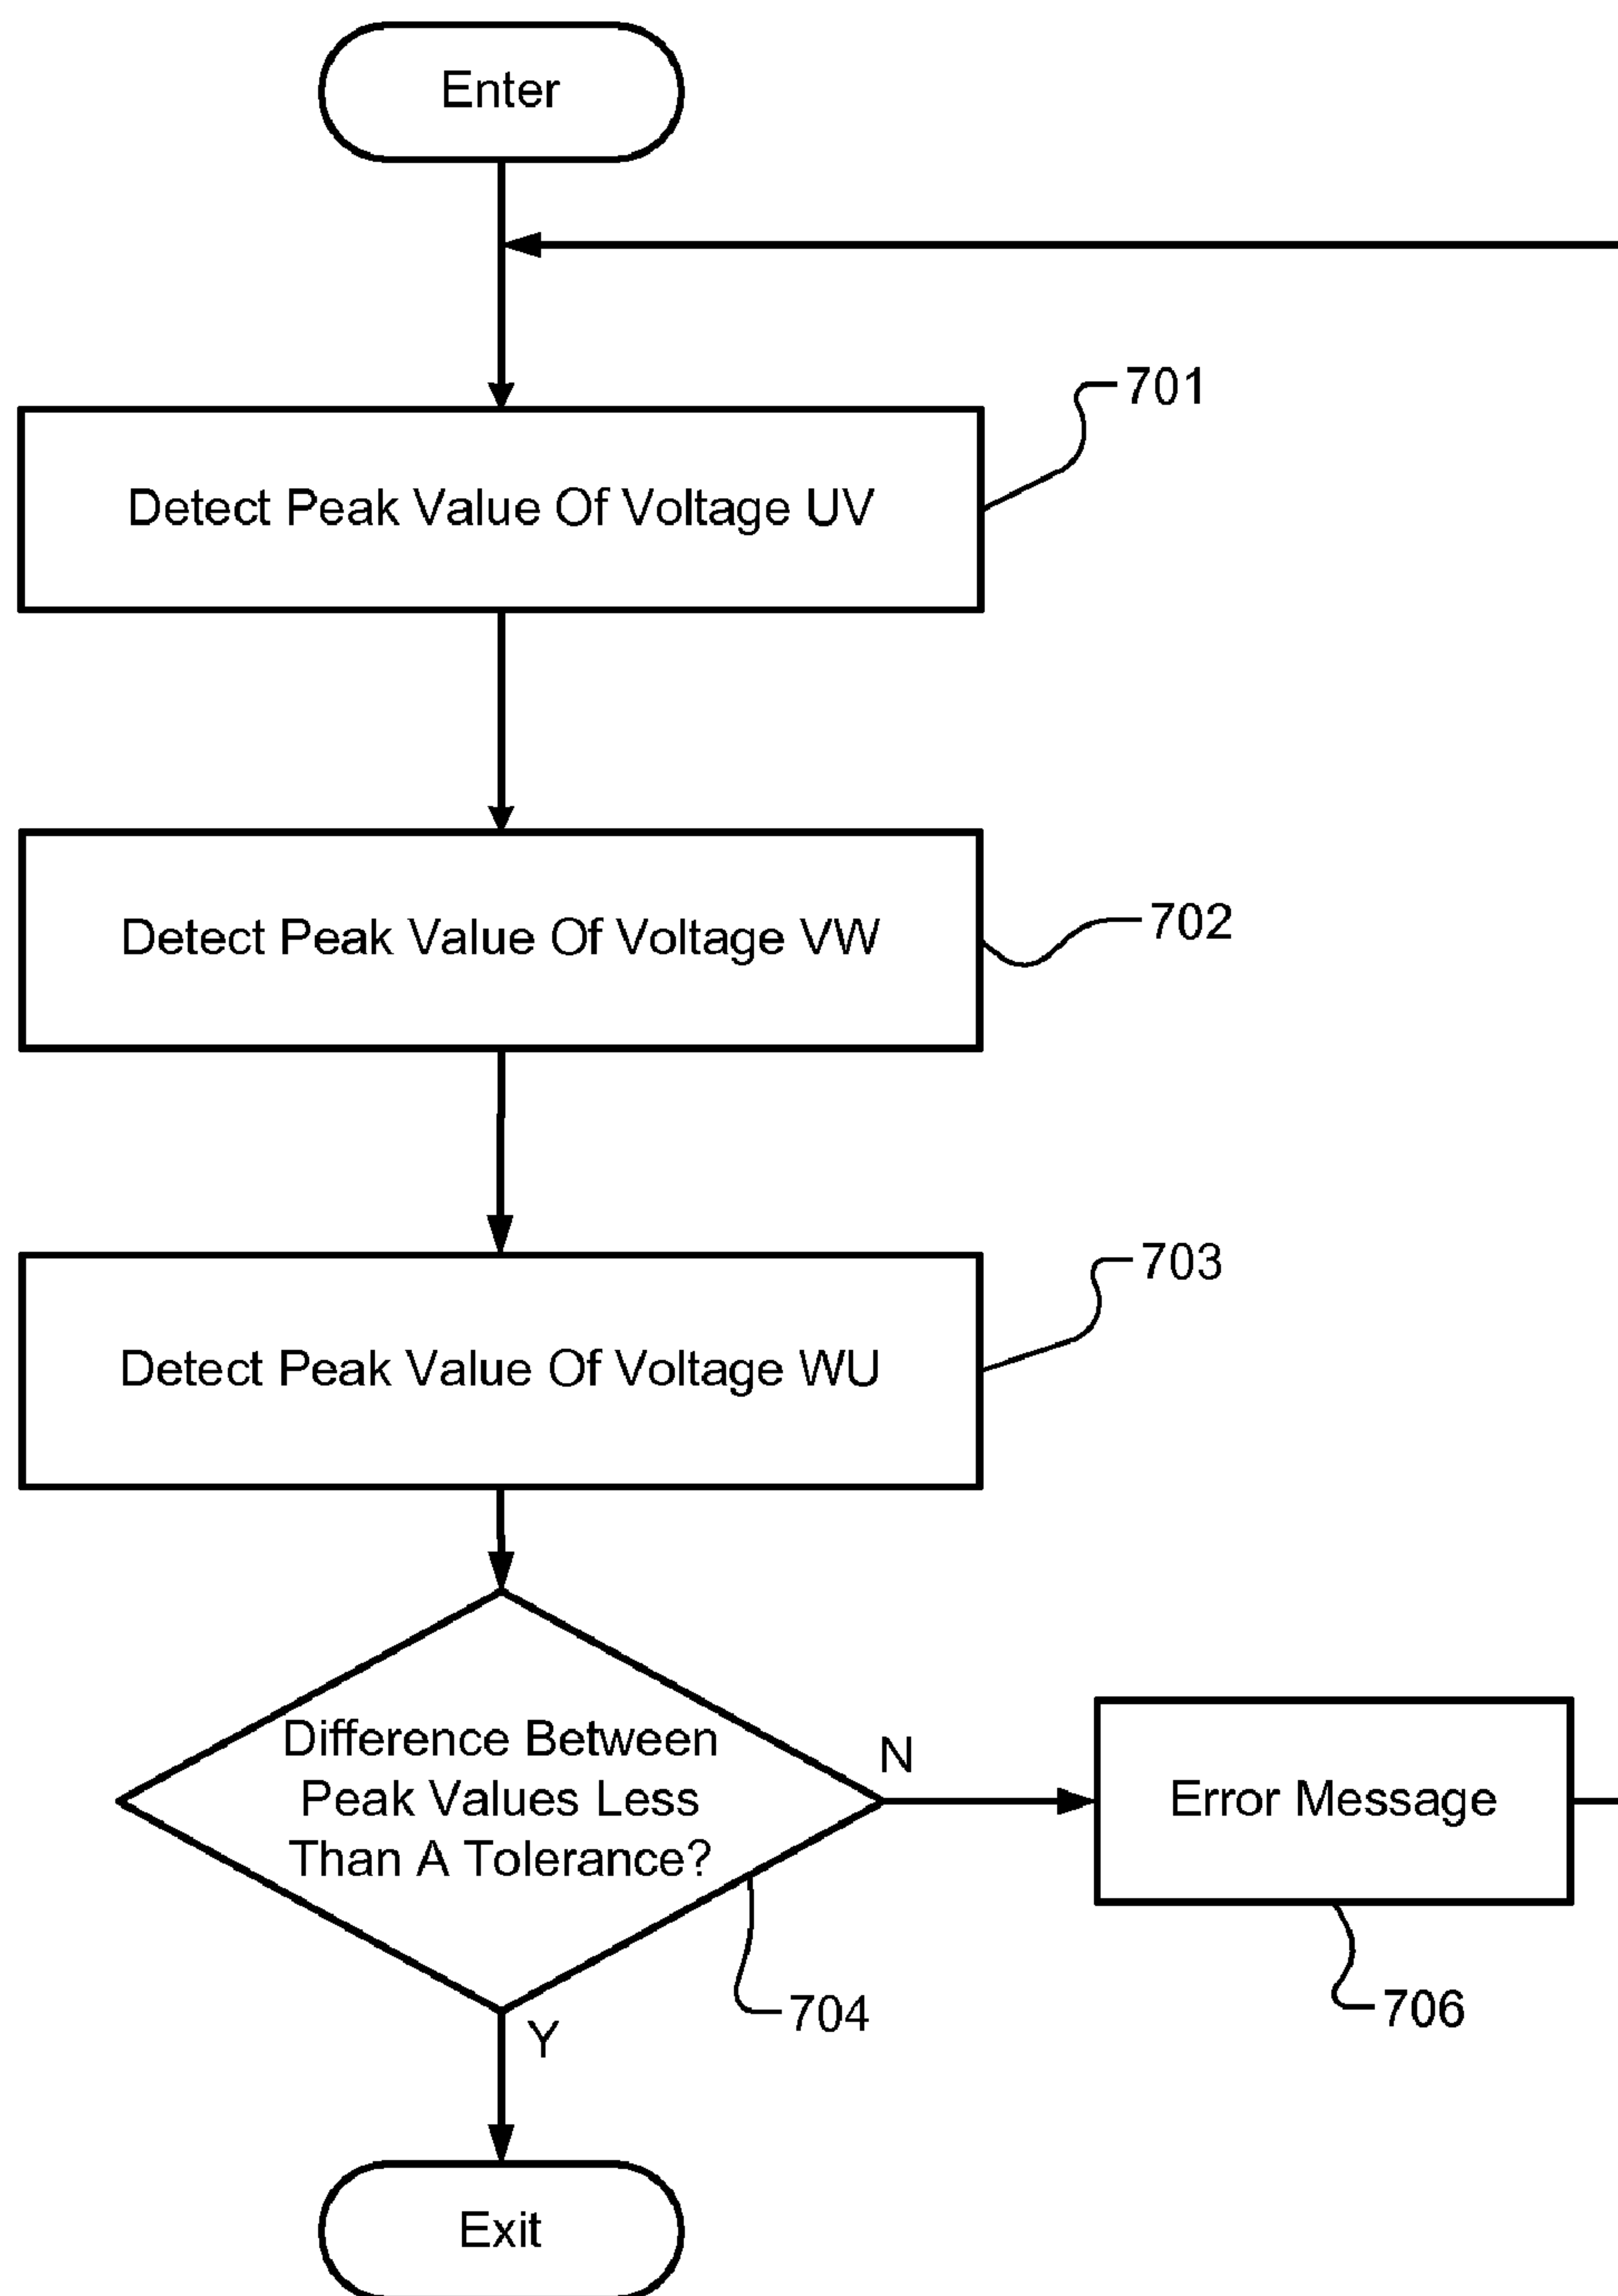 Enter
701
Detect Peak Value Of Voltage UV
702
Detect Peak Value Of Voltage VW
703
Detect Peak Value Of Voltage WU
Difference Between
Peak Values Less
Than A Tolerance?
N
Error Message
704
706
Y
Exit